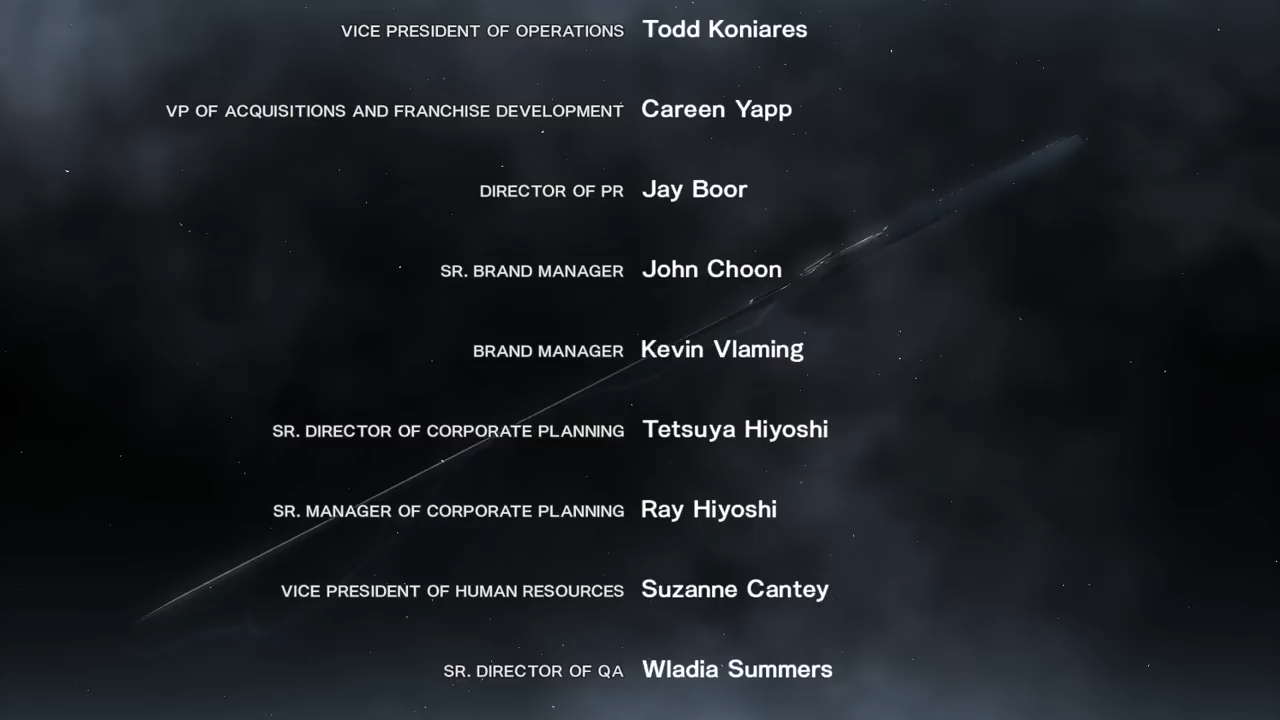 VICE PRESIDENT OF OPERATIONS Todd Koniares
VP OF ACQUISITIONS AND FRANCHISE DEVELOPMENT Careen Yapp
DIRECTOR OF PR Jay Boor
SR. BRAND MANAGER John Choon
BRAND MANAGER Kevin Vlaming
SR. DIRECTOR OF CORPORATE PLANNING Tetsuya Hiyoshi
SR. MANAGER OF CORPORATE PLANNING Ray Hiyoshi
VICE PRESIDENT OF HUMAN RESOURCES Suzanne Cantey
SR. DIRECTOR OF QA Wladia Summers